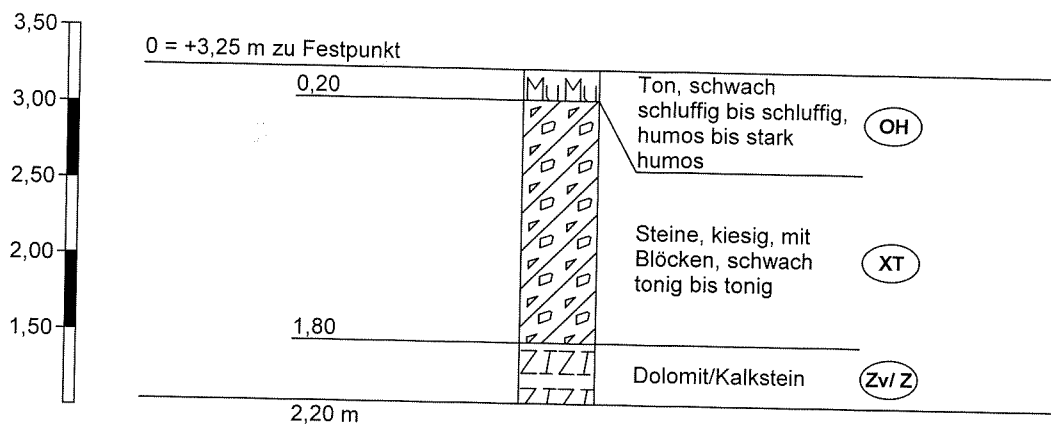 3,50
0 = +3,25 m zu Festpunkt
0,20
Mu Mu
Ton, schwach
schluffig bis schluffig,
humos bis stark
humos
OH
3,00
2,50
Steine, kiesig, mit
Blöcken, schwach
tonig bis tonig
XT
2,00
1,50
1,80
Z I Z I
Z I Z I
Dolomit/Kalkstein
Zv/ Z
2,20 m